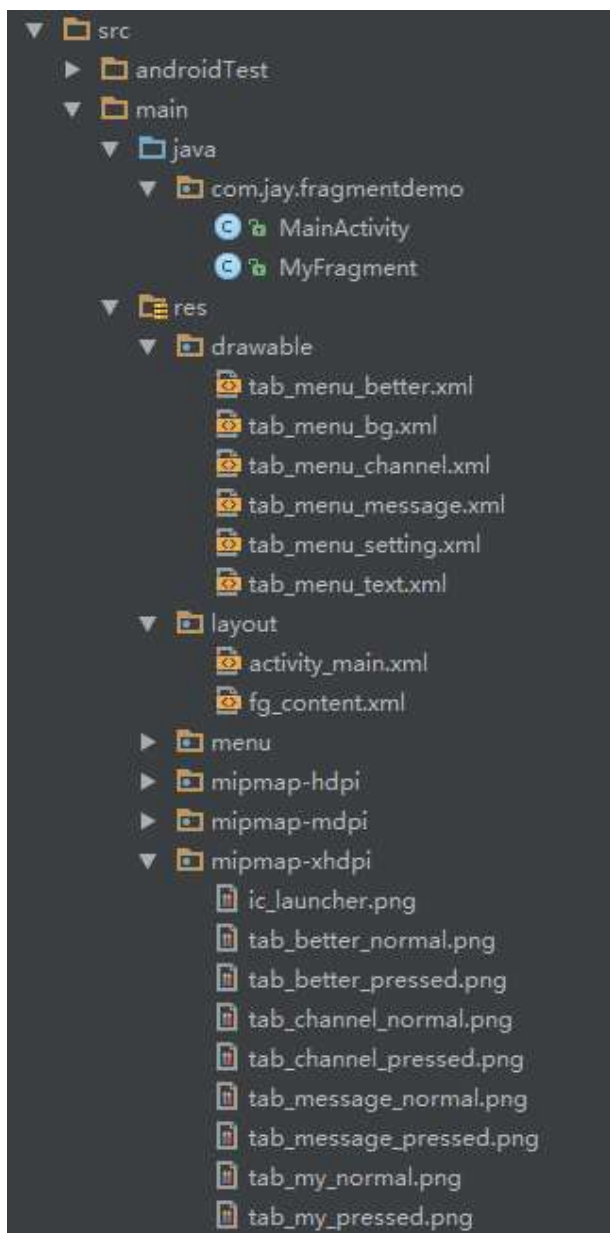 src
androidTest
main
java
com.jay.fragmentdemo
MainActivity
MyFragment
res
drawable
tab_menu_better.xml
tab_menu_bg.xml
tab_menu_channel.xml
tab_menu_message.xml
tab_menu_setting.xml
tab_menu_text.xml
layout
activity_main.xml
fg_content.xml
menu
mipmap-hdpi
mipmap-mdpi
mipmap-xhdpi
ic_launcher.png
tab_better_normal.png
tab_better_pressed.png
tab_channel_normal.png
tab_channel_pressed.png
tab_message_normal.png
tab_message_pressed.png
tab_my_normal.png
tab_my_pressed.png